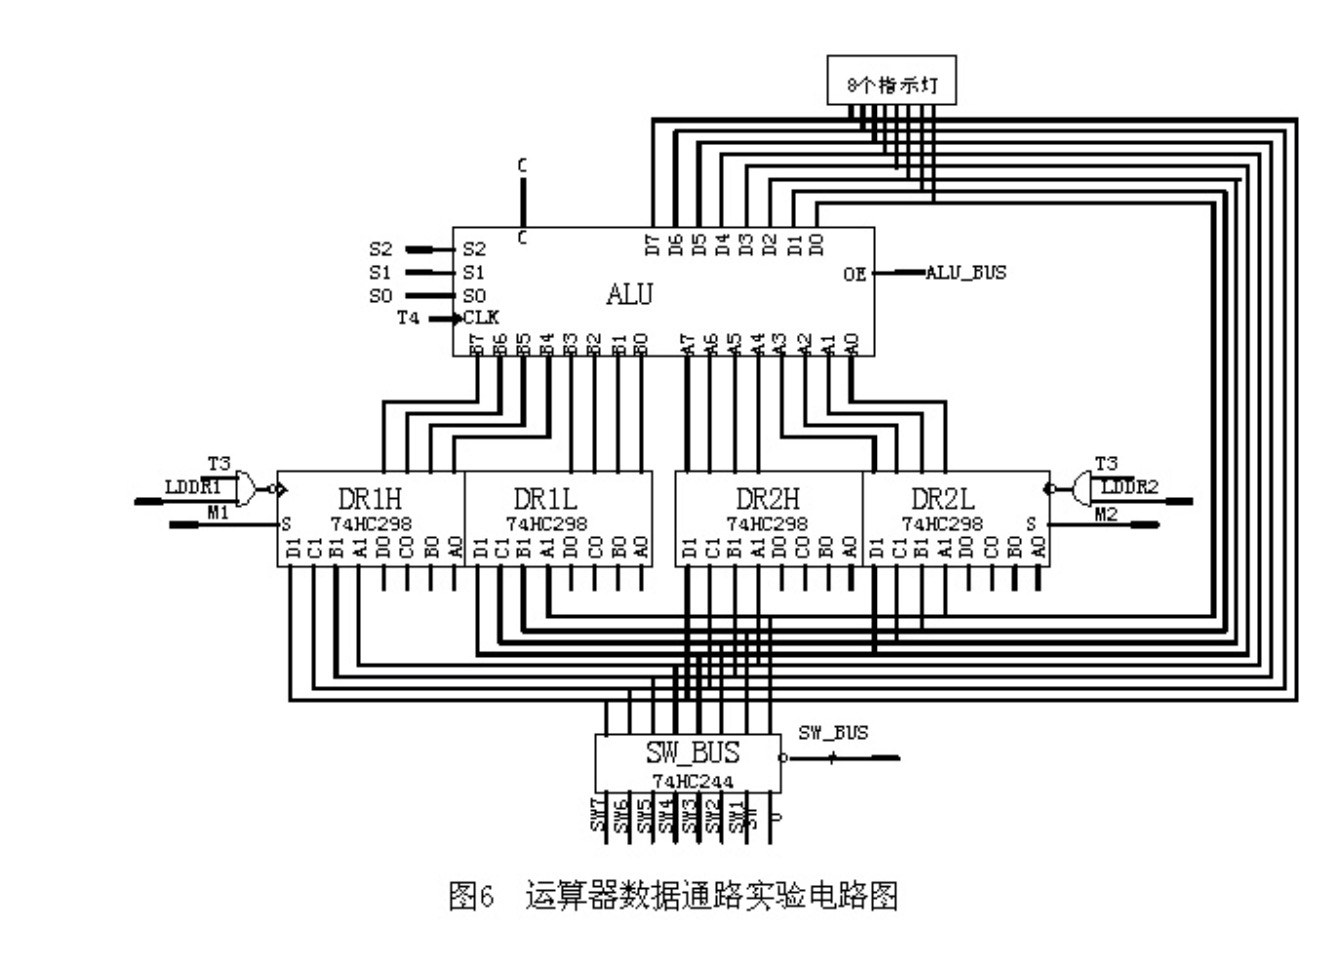 8个指示灯
C
C
D7 D6 D5 D4 D3 D2 D1 D0
S2 S2
S1 S1
S0 S0
T4 CLK
ALU
OE ALU_BUS
B7 B6 B5 B4 B3 B2 B1 B0 A7 A6 A5 A4 A3 A2 A1 A0
T3 T3
LDDR1 LDDR2
M1 M2
DR1H DR1L DR2H DR2L
74HC298 74HC298 74HC298 74HC298
S S
D1 C1 B1 A1 D0 C0 B0 A0 D1 C1 B1 A1 D0 C0 B0 A0 D1 C1 B1 A1 D0 C0 B0 A0 D1 C1 B1 A1 D0 C0 B0 A0
SW_BUS
SW_BUS
74HC244
SW7 SW6 SW5 SW4 SW3 SW2 SW1 SW0
图6 运算器数据通路实验电路图